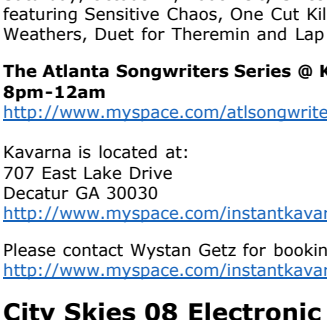 featuring Sensitive Chaos, One Cut Kil
Weathers, Duet for Theremin and Lap
The Atlanta Songwriters Series @ K
8pm-12am
http://www.myspace.com/atlsongwrite
Kavarna is located at:
707 East Lake Drive
Decatur GA 30030
http://www.myspace.com/instantkavar
Please contact Wystan Getz for bookin
http://www.myspace.com/instantkavar
City Skies 08 Electronic